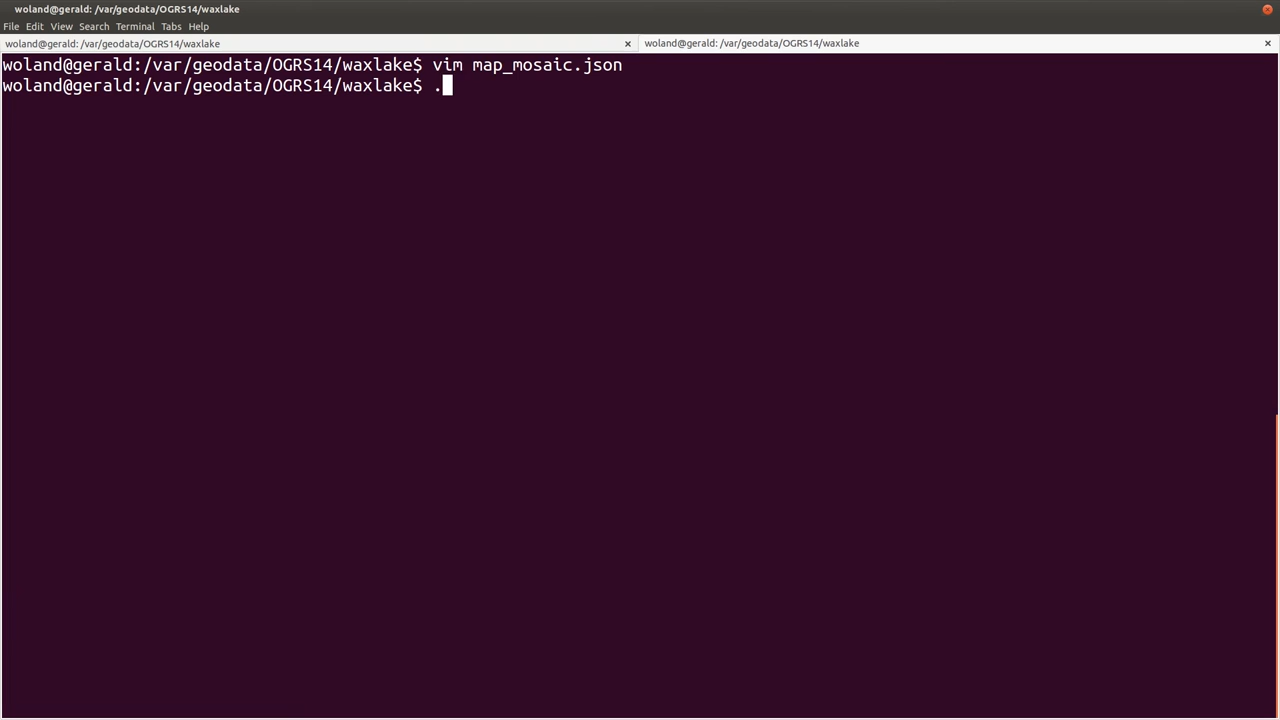 woland@gerald: /var/geodata/OGRS14/waxlake
File Edit View Search Terminal Tabs Help
woland@gerald: /var/geodata/OGRS14/waxlake × woland@gerald: /var/geodata/OGRS14/waxlake ×
woland@gerald:/var/geodata/OGRS14/waxlake$ vim map_mosaic.json
woland@gerald:/var/geodata/OGRS14/waxlake$ .